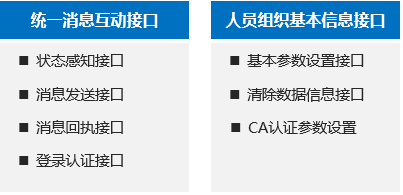 统一消息互动接口
■ 状态感知接口
■ 消息发送接口
■ 消息回执接口
■ 登录认证接口
人员组织基本信息接口
■ 基本参数设置接口
■ 清除数据信息接口
■ CA认证参数设置